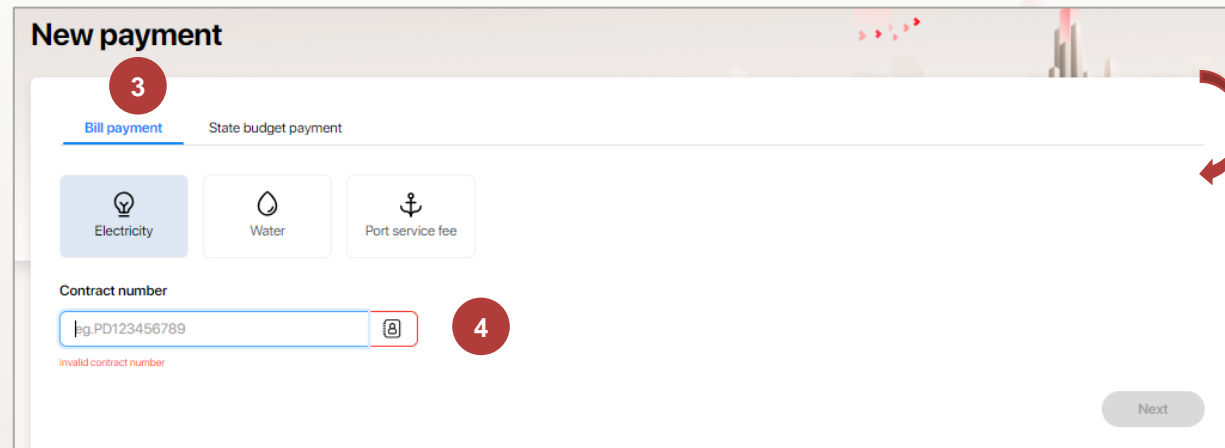 New payment
3
Bill payment State budget payment
Electricity Water Port service fee
Contract number
eg.PD123456789
4
Invalid contract number
Next